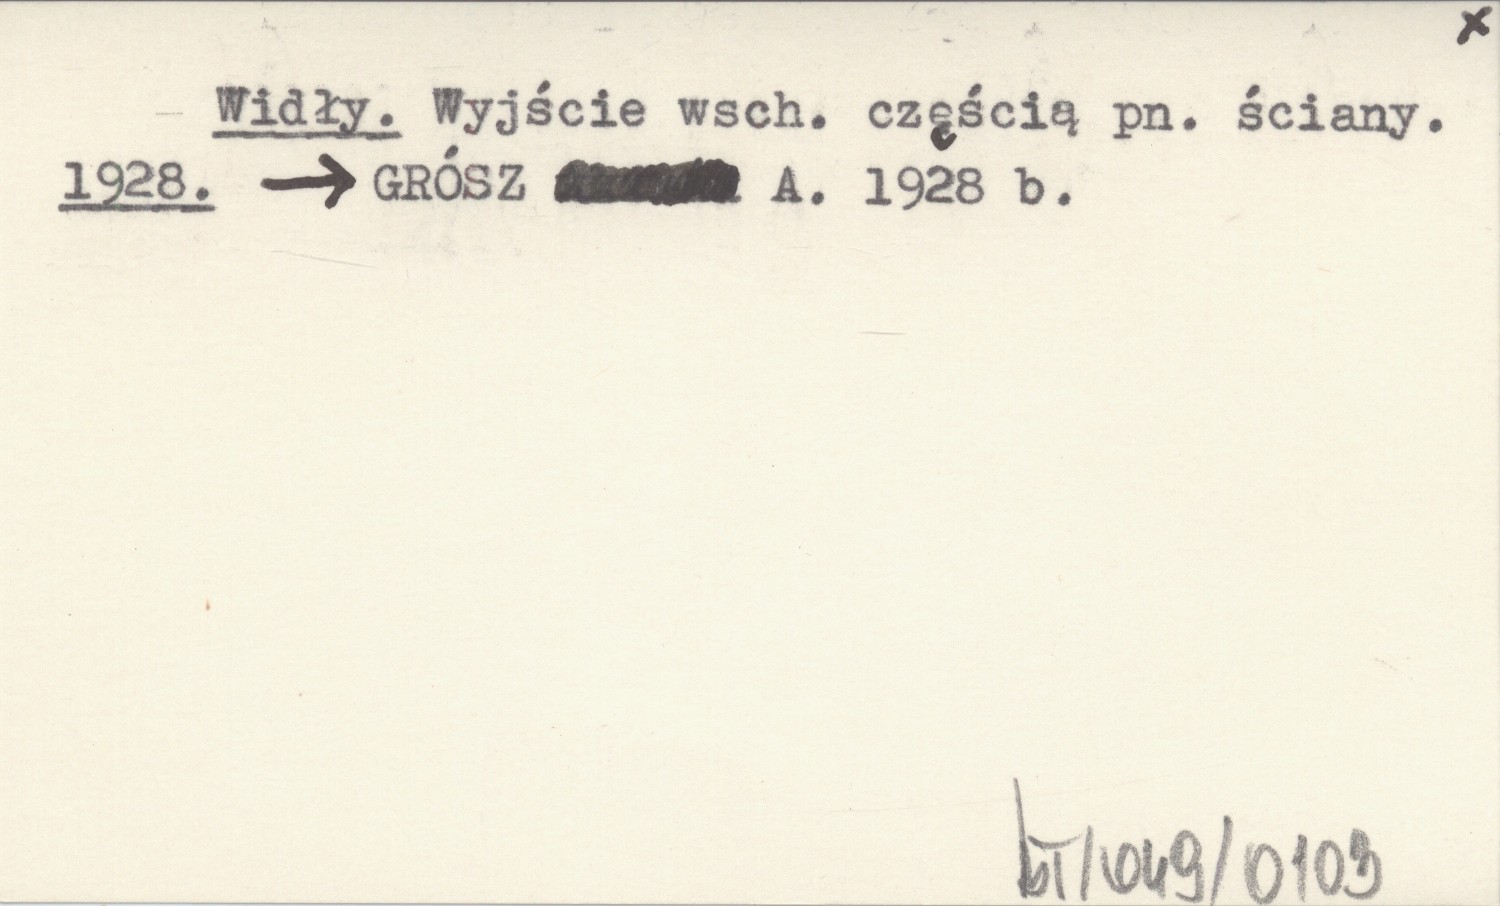 x
Widły. Wyjście wsch. częścią pn. ściany.
1928. → GRÓSZ A. 1928 b.
bT/049/0103